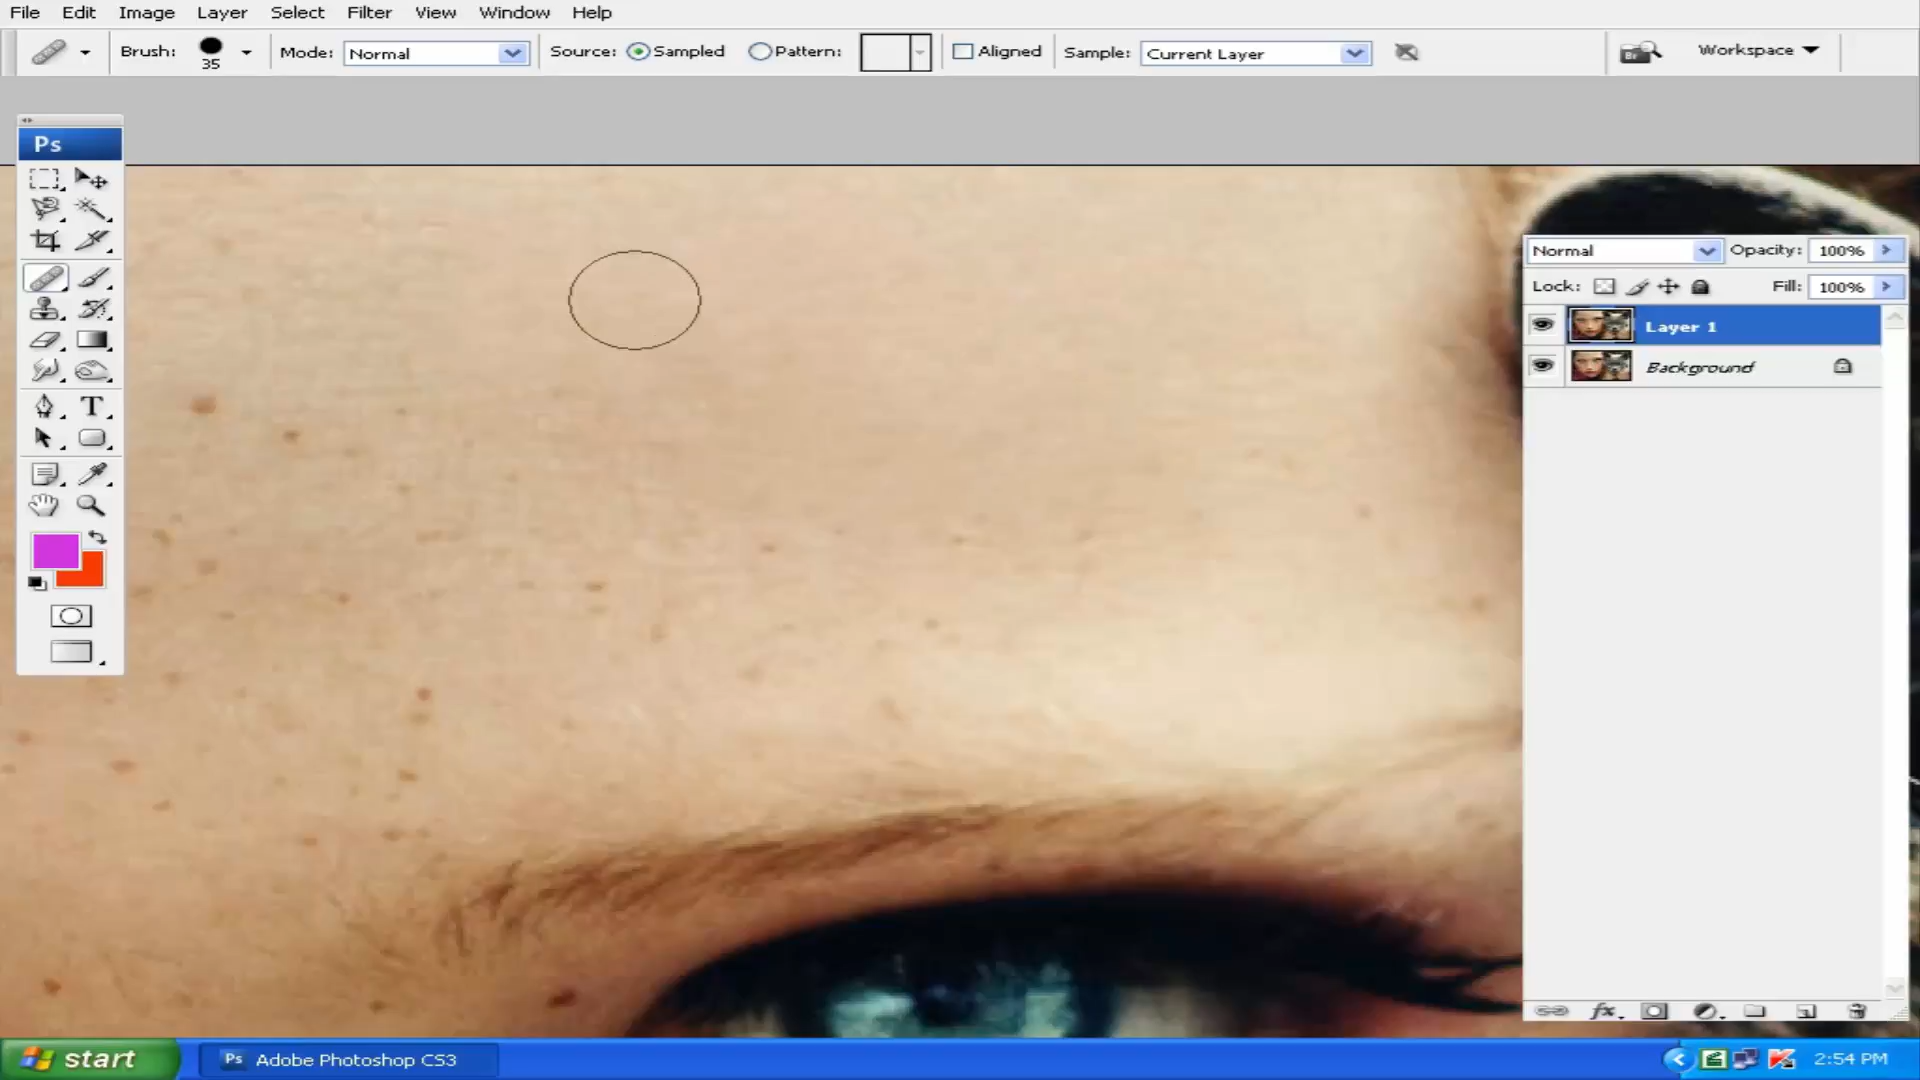 File Edit Image Layer Select Filter View Window Help
Brush: 35 Mode: Normal Source: Sampled Pattern: Aligned Sample: Current Layer Workspace
Ps
Normal Opacity: 100%
Lock: Fill: 100%
Layer 1
Background
T
fx
start Ps Adobe Photoshop CS3 2:54 PM